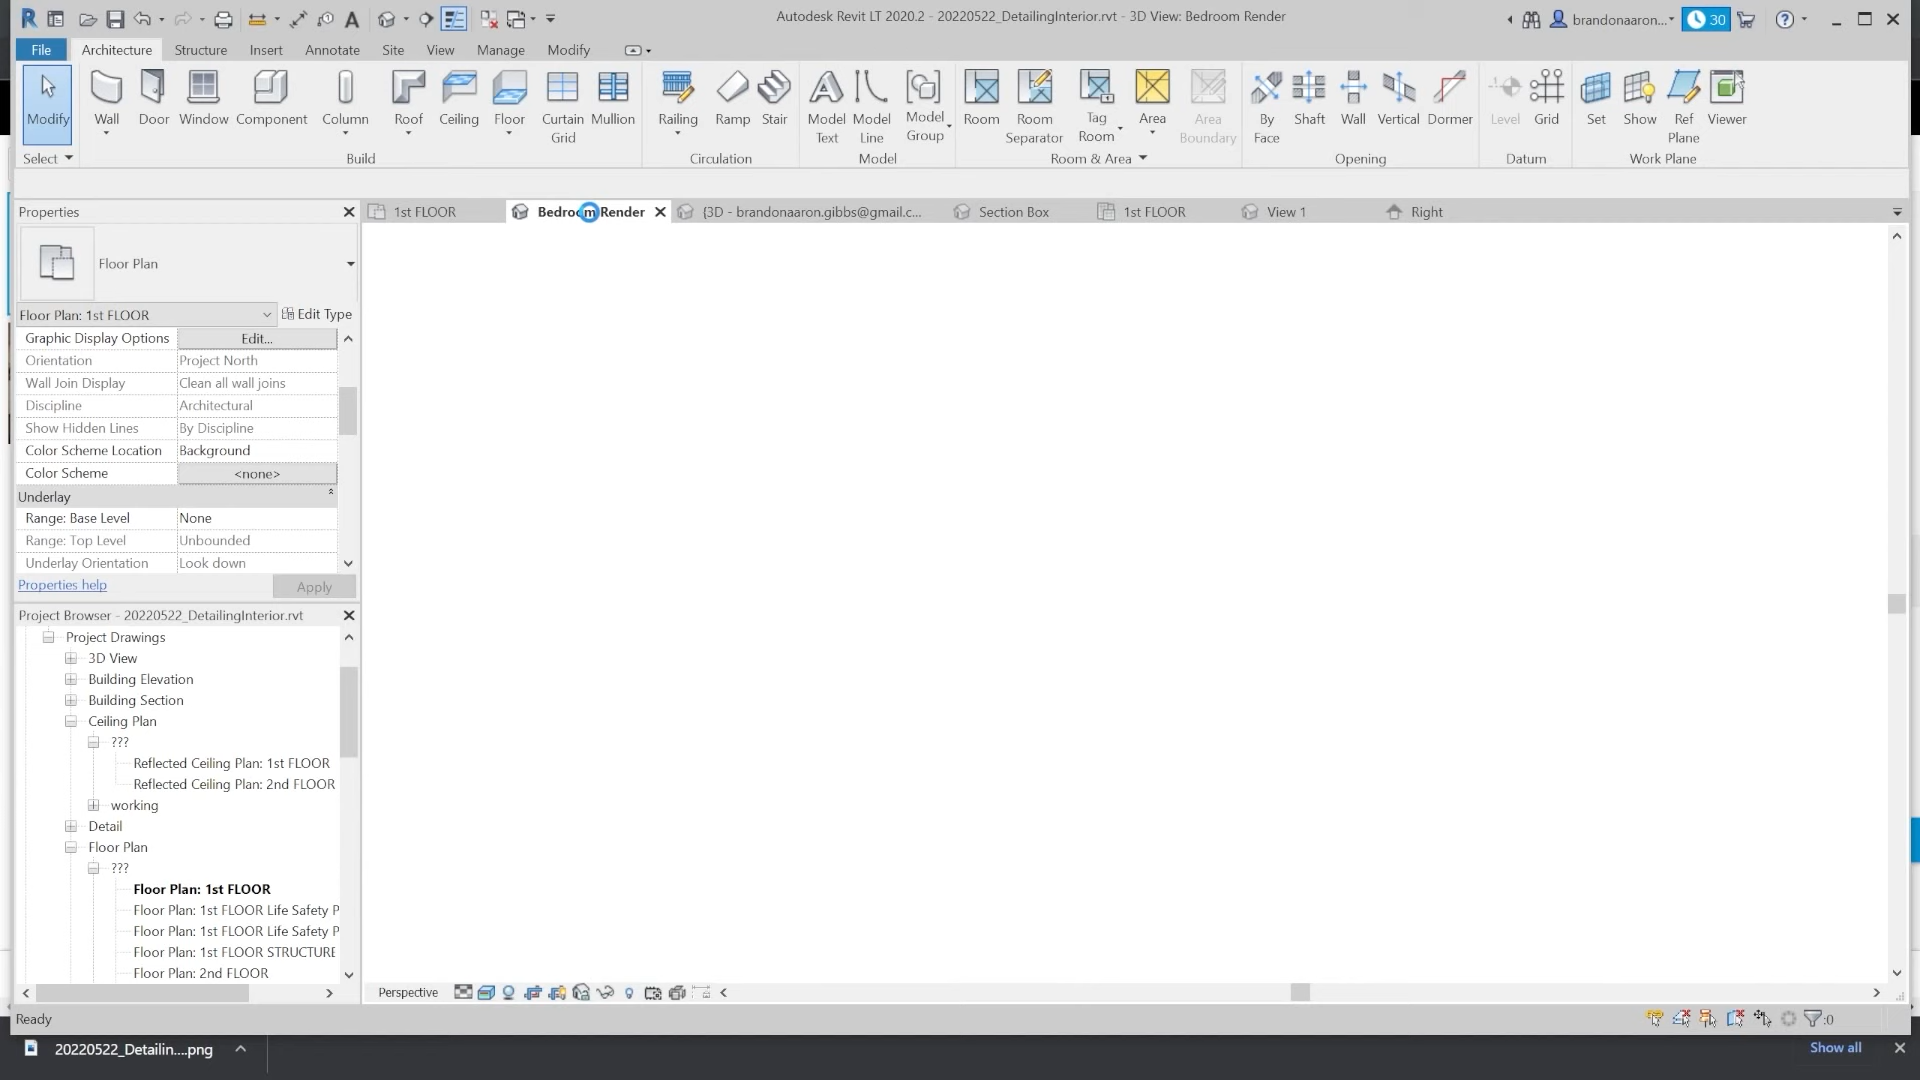 Autodesk Revit LT 2020.2 - 20220522_DetailingInterior.rvt - 3D View: Bedroom Render
brandonaaron...
30
File Architecture Structure Insert Annotate Site View Manage Modify
Modify Wall Door Window Component Column Roof Ceiling Floor Curtain Grid Mullion Railing Ramp Stair Model Text Model Line Model Group Room Room Separator Tag Room Area Area Boundary By Face Shaft Wall Vertical Dormer Level Grid Set Show Ref Plane Viewer
Select Build Circulation Model Room & Area Opening Datum Work Plane
Properties
1st FLOOR Bedroom Render {3D - brandonaaron.gibbs@gmail.c... Section Box 1st FLOOR View 1 Right
Floor Plan
Floor Plan: 1st FLOOR Edit Type
Graphic Display Options Edit...
Orientation Project North
Wall Join Display Clean all wall joins
Discipline Architectural
Show Hidden Lines By Discipline
Color Scheme Location Background
Color Scheme <none>
Underlay
Range: Base Level None
Range: Top Level Unbounded
Underlay Orientation Look down
Properties help Apply
Project Browser - 20220522_DetailingInterior.rvt
Project Drawings
3D View
Building Elevation
Building Section
Ceiling Plan
???
Reflected Ceiling Plan: 1st FLOOR
Reflected Ceiling Plan: 2nd FLOOR
working
Detail
Floor Plan
???
Floor Plan: 1st FLOOR
Floor Plan: 1st FLOOR Life Safety P
Floor Plan: 1st FLOOR Life Safety P
Floor Plan: 1st FLOOR STRUCTURE
Floor Plan: 2nd FLOOR
Perspective
Ready
:0
20220522_Detailin....png
Show all